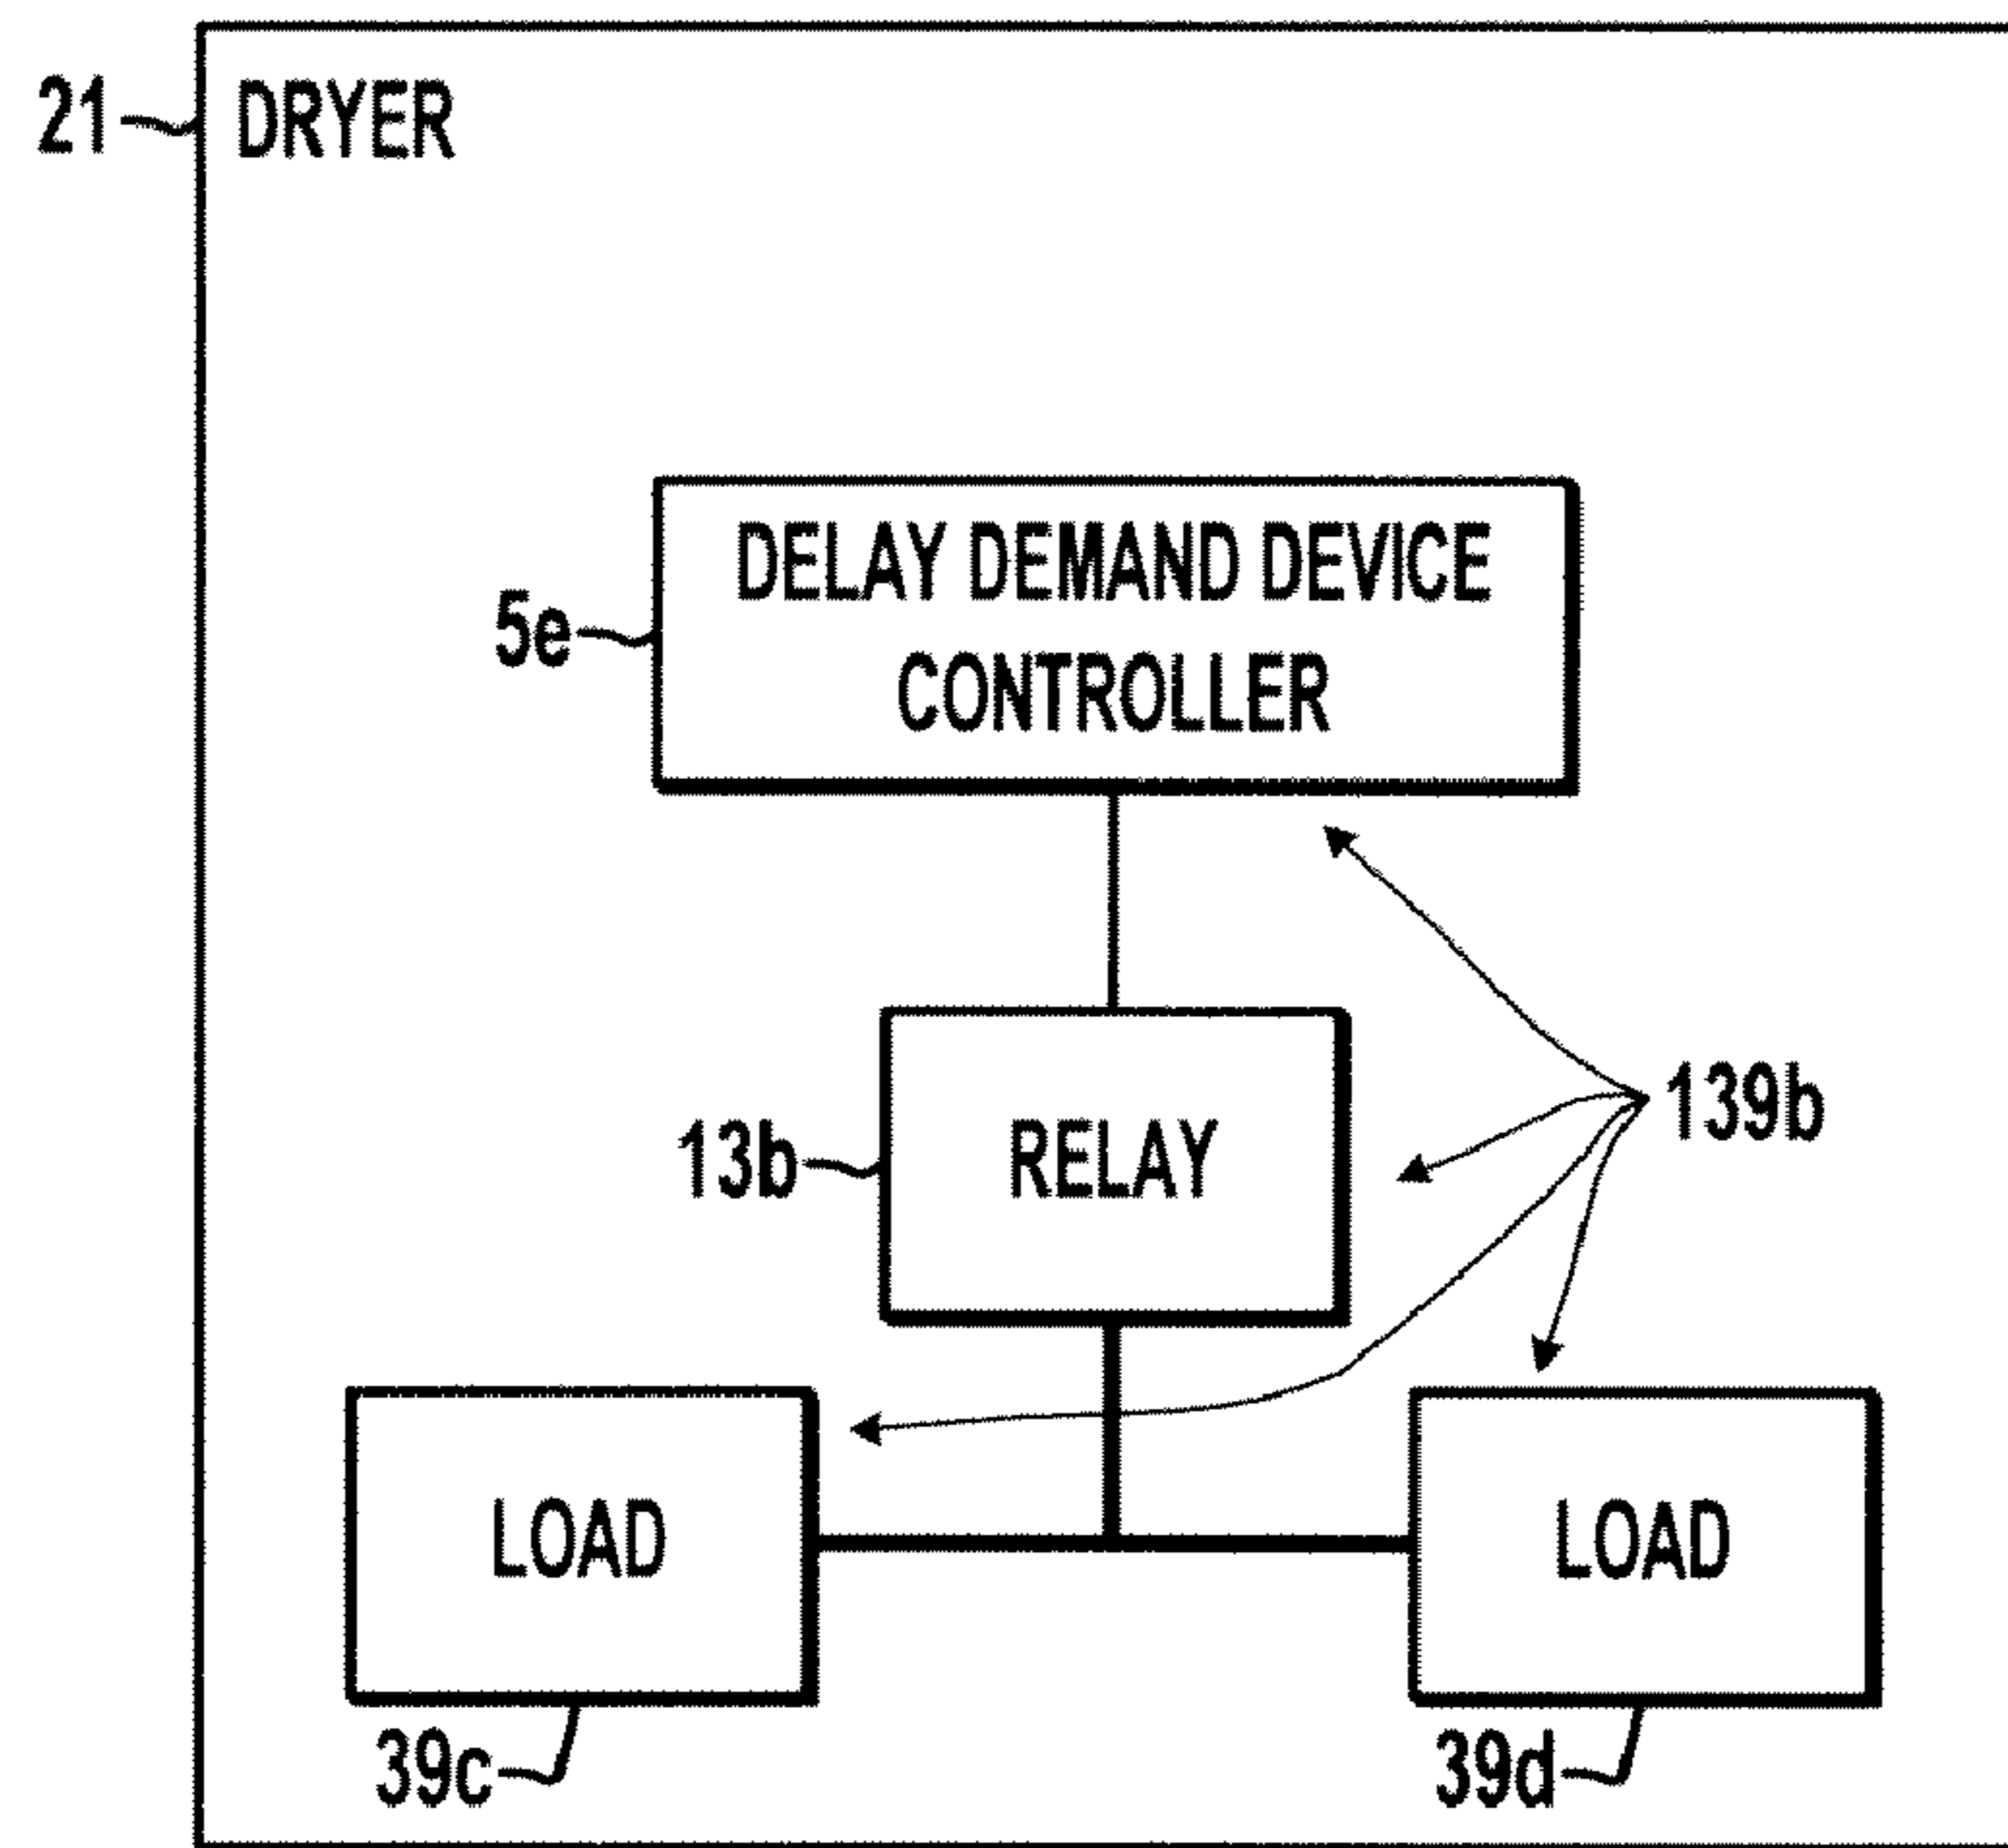 21
DRYER
DELAY DEMAND DEVICE
CONTROLLER
5e
139b
13b
RELAY
LOAD
LOAD
39c
39d